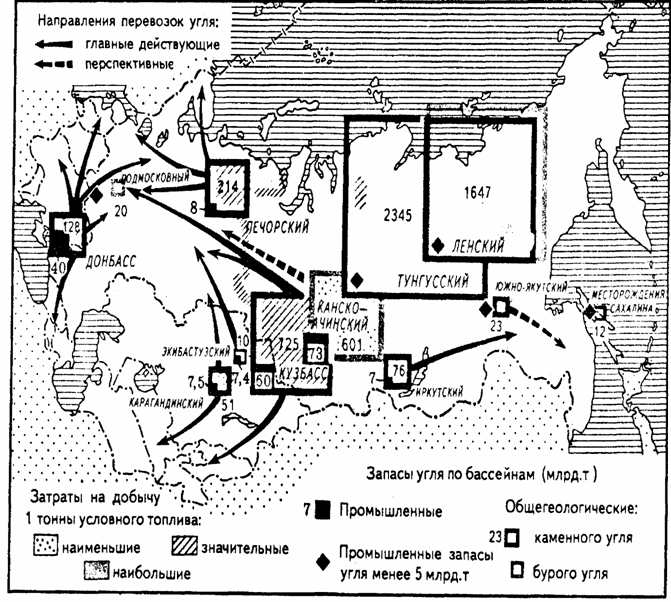 Направления перевозок угля:
главные действующие
перспективные
ПОДМОСКОВНЫЙ
20
214
8
ПЕЧОРСКИЙ
128
40
ДОНБАСС
2345
ТУНГУССКИЙ
1647
ЛЕНСКИЙ
ЮЖНО-ЯКУТСКИЙ
23
МЕСТОРОЖДЕНИЯ
САХАЛИНА
12
КАНСКО-
АЧИНСКИЙ
601
725
73
КУЗБАСС
60
ЭКИБАСТУЗСКИЙ
10
7,4
7,5
КАРАГАНДИНСКИЙ
51
7
76
ИРКУТСКИЙ
Затраты на добычу
1 тонны условного топлива:
наименьшие
значительные
наибольшие
Запасы угля по бассейнам (млрд.т)
7 Промышленные
Промышленные запасы
угля менее 5 млрд.т
Общегеологические:
23 каменного угля
бурого угля